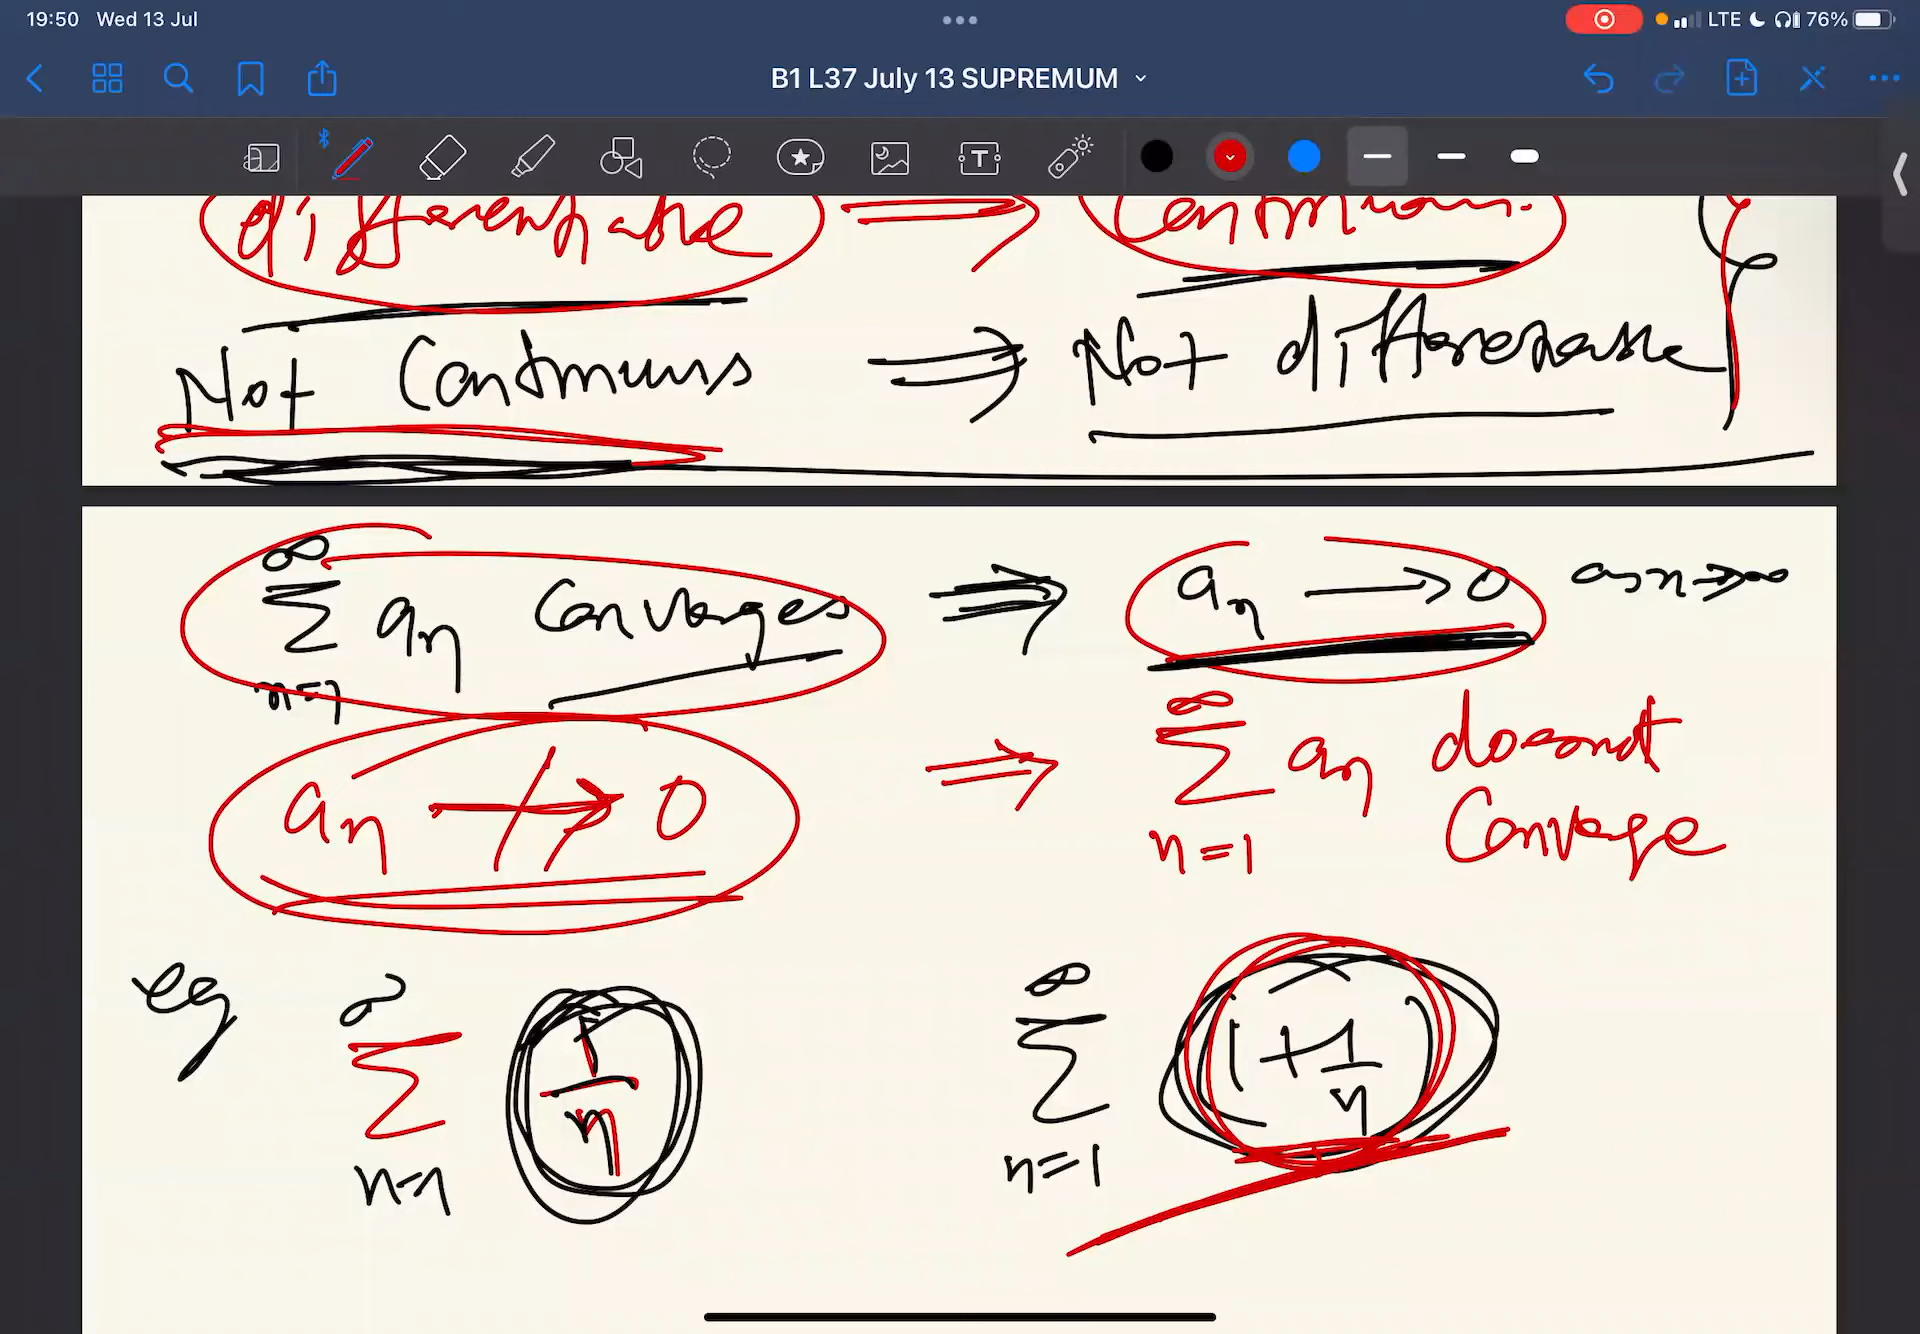 19:50 Wed 13 Jul LTE 76%
B1 L37 July 13 SUPREMUM
differentiable ⟹ Continuous.
Not Continuous ⟹ Not differentiable
∞ Σ n=1 an Converges ⟹ an → 0 as n→∞
an ↛ 0 ⟹ ∞ Σ n=1 an doesnot Converge
eg ∞ Σ n=1 1/n ∞ Σ n=1 (1+1/n)